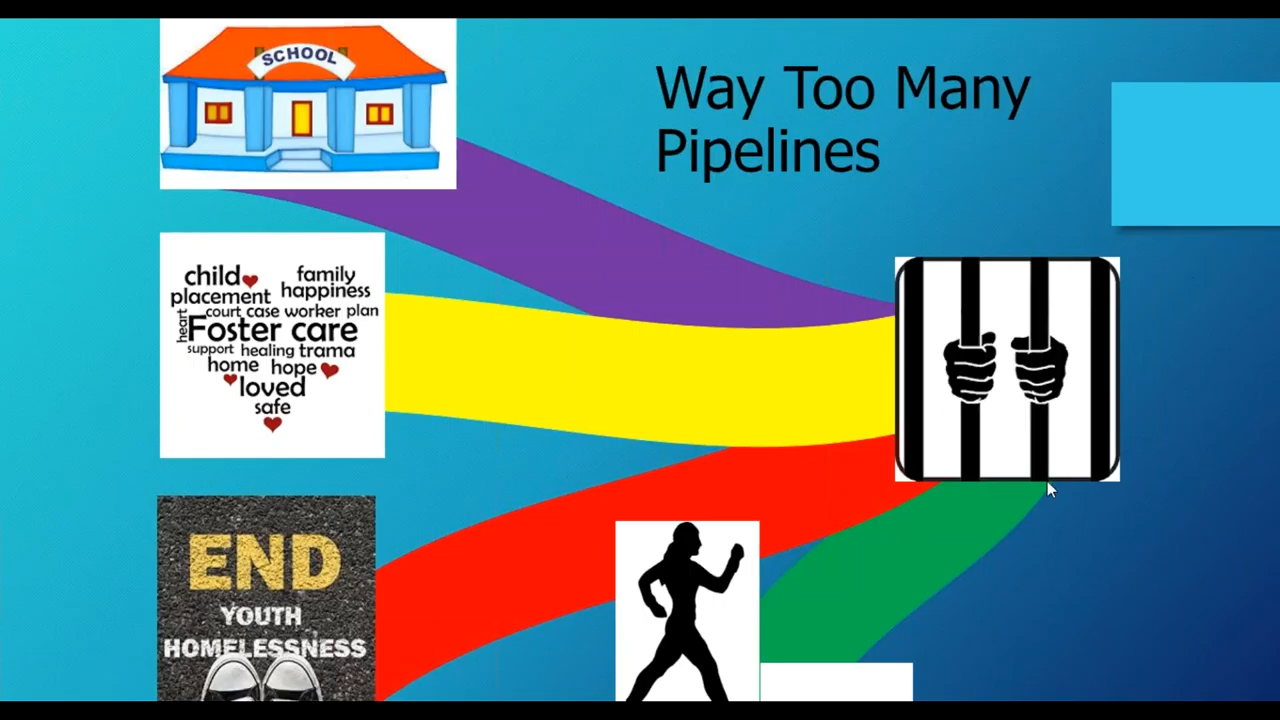 SCHOOL
Way Too Many
Pipelines
child family
placement happiness
heart court case worker plan
Foster care
support healing trama
home hope
loved
safe
END
YOUTH
HOMELESSNESS